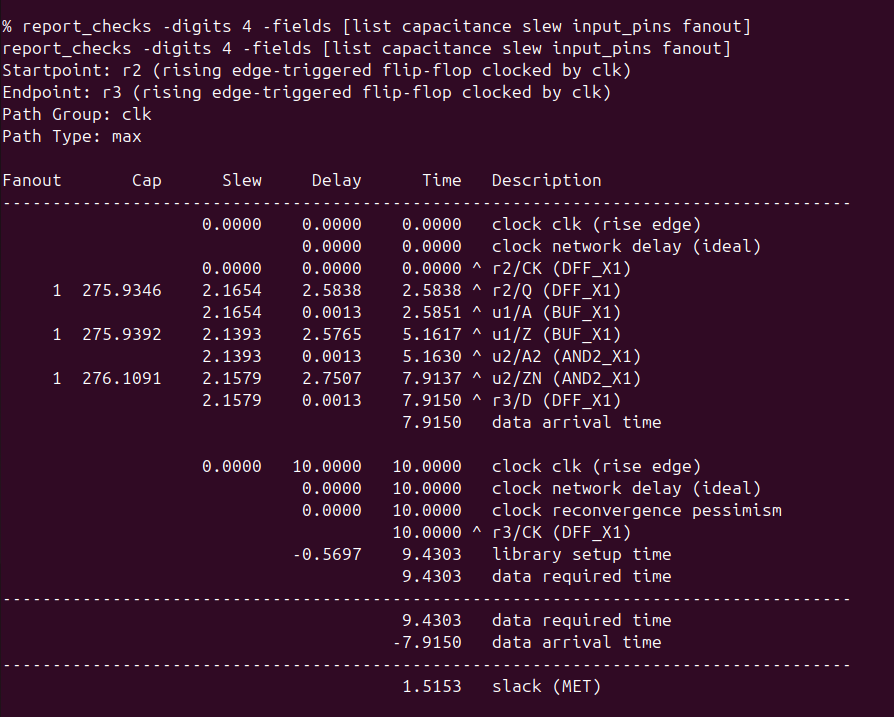 % report_checks -digits 4 -fields [list capacitance slew input_pins fanout]
report_checks -digits 4 -fields [list capacitance slew input_pins fanout]
Startpoint: r2 (rising edge-triggered flip-flop clocked by clk)
Endpoint: r3 (rising edge-triggered flip-flop clocked by clk)
Path Group: clk
Path Type: max

Fanout       Cap      Slew     Delay      Time   Description
-------------------------------------------------------------------------------------
                    0.0000    0.0000    0.0000   clock clk (rise edge)
                              0.0000    0.0000   clock network delay (ideal)
                    0.0000    0.0000    0.0000 ^ r2/CK (DFF_X1)
     1  275.9346    2.1654    2.5838    2.5838 ^ r2/Q (DFF_X1)
                    2.1654    0.0013    2.5851 ^ u1/A (BUF_X1)
     1  275.9392    2.1393    2.5765    5.1617 ^ u1/Z (BUF_X1)
                    2.1393    0.0013    5.1630 ^ u2/A2 (AND2_X1)
     1  276.1091    2.1579    2.7507    7.9137 ^ u2/ZN (AND2_X1)
                    2.1579    0.0013    7.9150 ^ r3/D (DFF_X1)
                                        7.9150   data arrival time

                    0.0000   10.0000   10.0000   clock clk (rise edge)
                              0.0000   10.0000   clock network delay (ideal)
                              0.0000   10.0000   clock reconvergence pessimism
                                       10.0000 ^ r3/CK (DFF_X1)
                             -0.5697    9.4303   library setup time
                                        9.4303   data required time
-------------------------------------------------------------------------------------
                                        9.4303   data required time
                                       -7.9150   data arrival time
-------------------------------------------------------------------------------------
                                        1.5153   slack (MET)